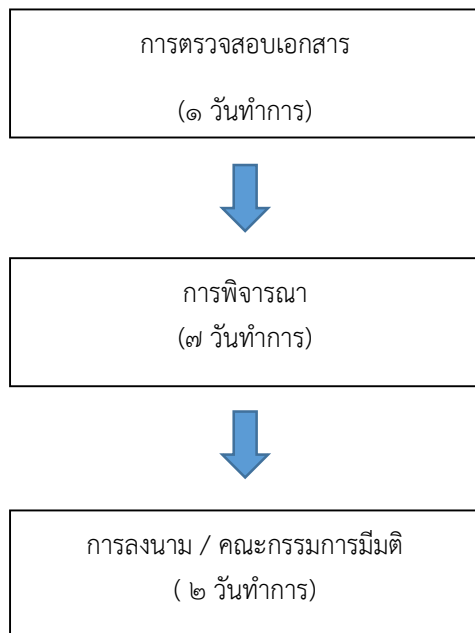 การตรวจสอบเอกสาร
(๑ วันทำการ)
การพิจารณา
(๗ วันทำการ)
การลงนาม / คณะกรรมการมีมติ
( ๒ วันทำการ)